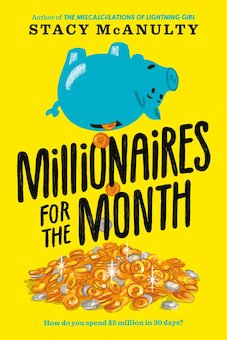 Author of THE MISCALCULATIONS OF LIGHTNING GIRL
STACY McANULTY
MILLIONAIRES
FOR
THE MONTH
How do you spend $5 million in 30 days?